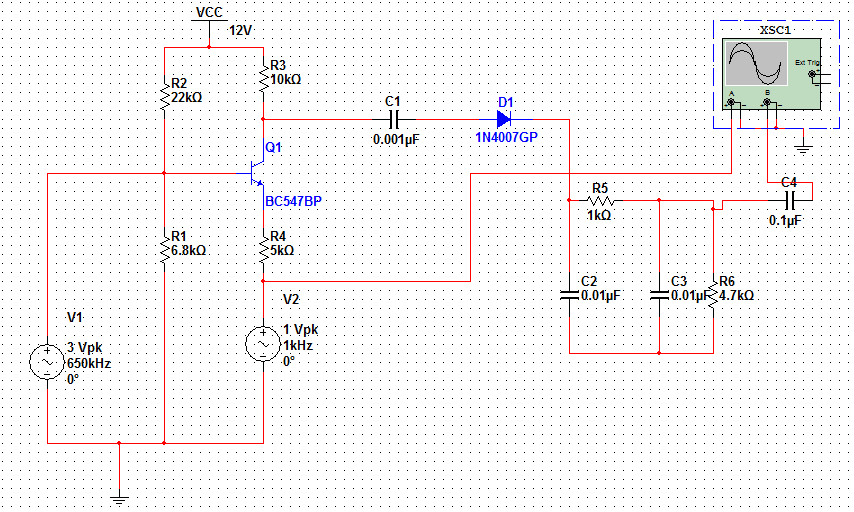 VCC
12V
XSC1
Ext Trig
+
-
A
B
+
-
+
-
R2
22kΩ
R3
10kΩ
C1
0.001µF
D1
1N4007GP
Q1
BC547BP
R5
1kΩ
C4
0.1µF
R1
6.8kΩ
R4
5kΩ
C2
0.01µF
C3
0.01µF
R6
4.7kΩ
V1
3 Vpk
650kHz
0°
V2
1 Vpk
1kHz
0°